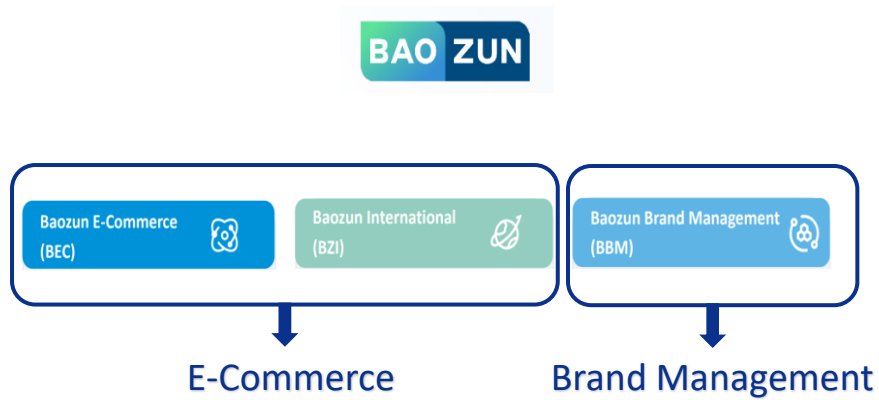 BAO ZUN
Baozun E-Commerce
(BEC)
Baozun International
(BZI)
Baozun Brand Management
(BBM)
E-Commerce
Brand Management